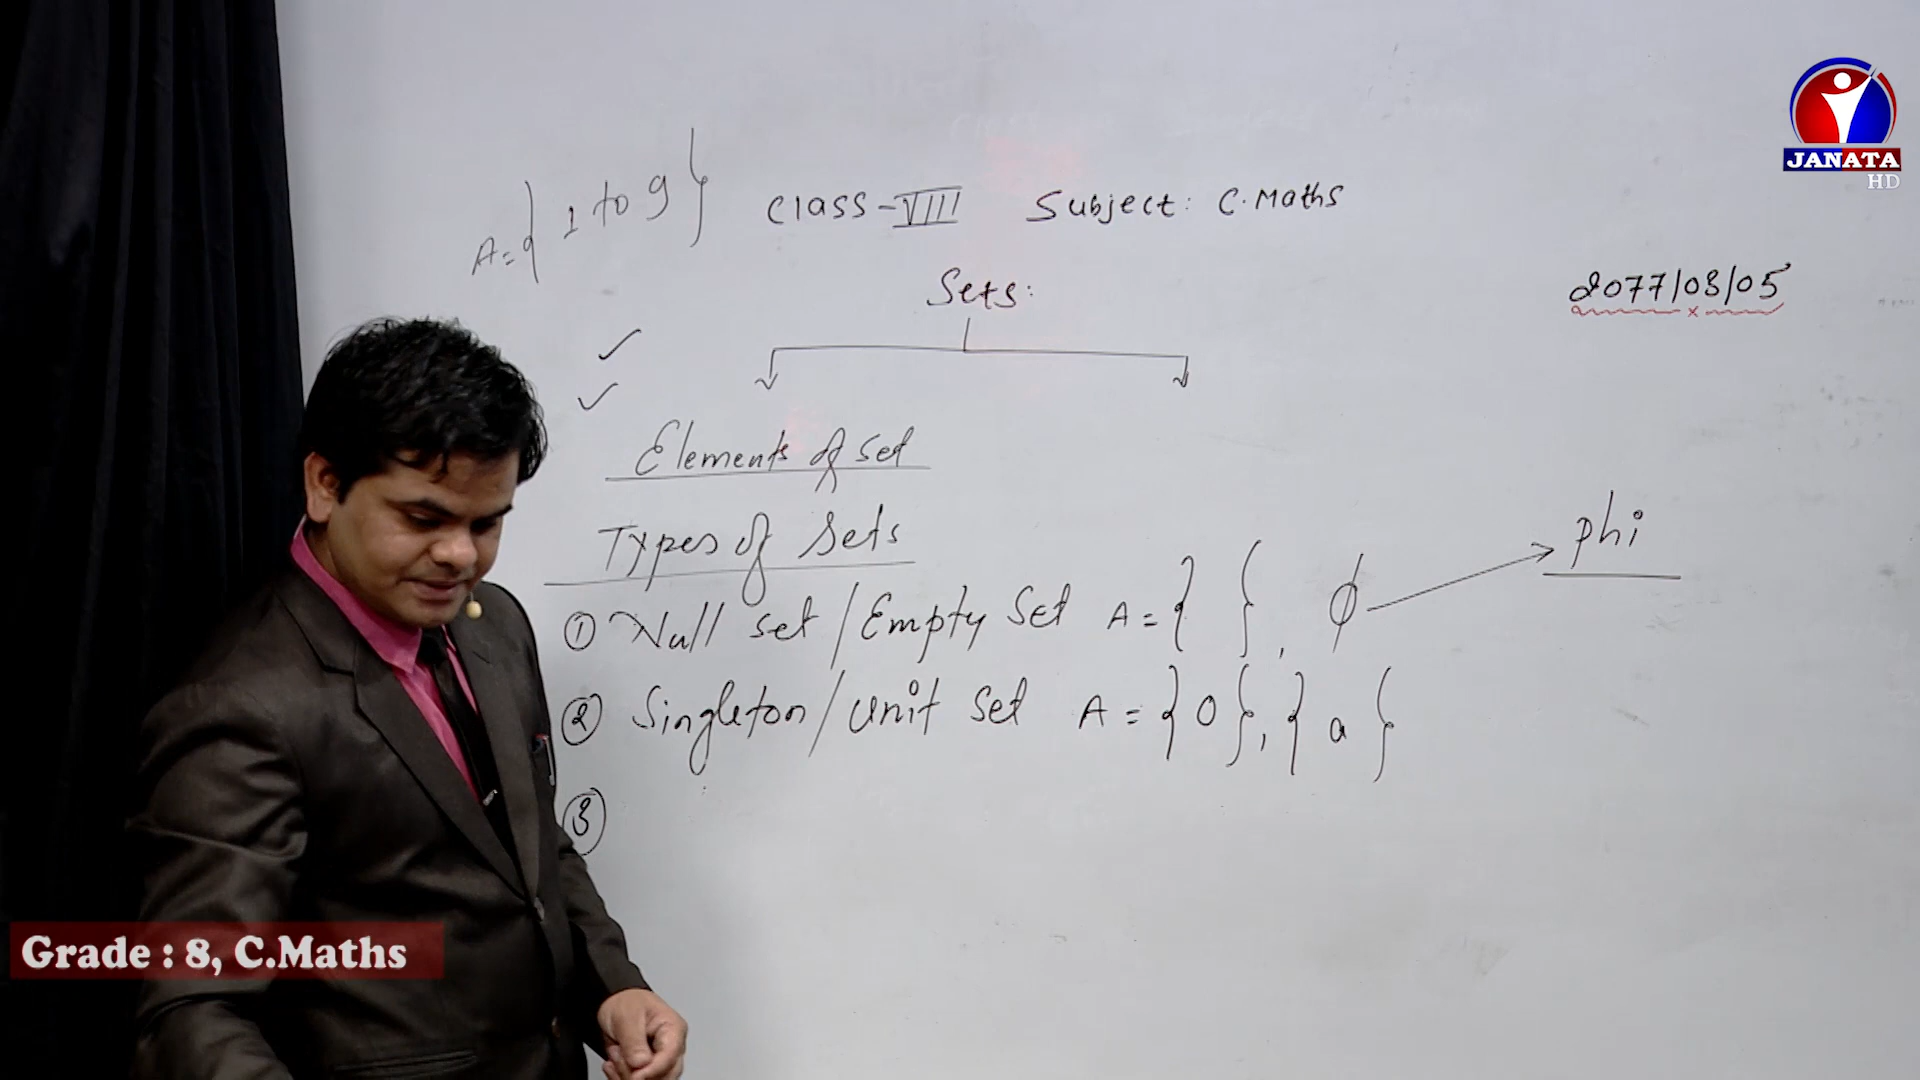 JANATA
HD
A = { 1 to 9 }
Class - VIII Subject: C. Maths
Sets:
2077/08/05
Elements of set
Types of Sets
① Null set / Empty Set A = { }, ϕ
phi
② Singleton / Unit Set A = { 0 }, { a }
③
Grade : 8, C.Maths